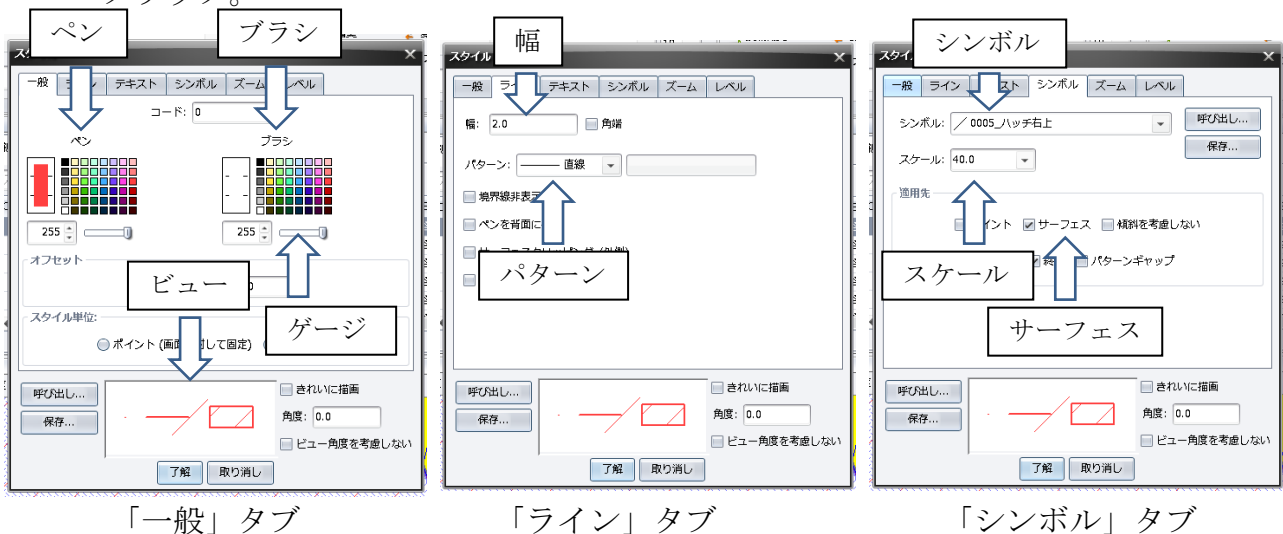 ペン
ブラシ
一般
テキスト
シンボル
ズーム
コード: 0
ペン
ブラシ
255
255
オフセット
ビュー
ゲージ
スタイル単位:
ポイント
して固定)
呼び出し...
保存...
きれいに描画
角度: 0.0
ビュー角度を考慮しない
了解
取り消し
「一般」タブ
幅
スタイル
一般
テキスト
シンボル
ズーム
レベル
幅: 2.0
角端
パターン:
直線
境界線非表示
ペンを背面に
パターン
呼び出し...
保存...
きれいに描画
角度: 0.0
ビュー角度を考慮しない
了解
取り消し
「ライン」タブ
シンボル
一般
ライン
シンボル
ズーム
レベル
シンボル:
0005_ハッチ右上
呼び出し...
保存...
スケール: 40.0
適用先
サーフェス
傾斜を考慮しない
パターンギャップ
スケール
サーフェス
呼び出し...
保存...
きれいに描画
角度: 0.0
ビュー角度を考慮しない
了解
取り消し
「シンボル」タブ